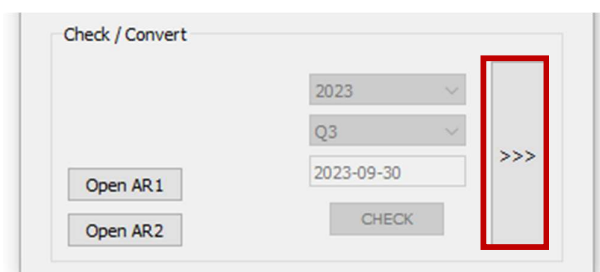 Check / Convert
2023
Q3
2023-09-30
>>>
Open AR1
CHECK
Open AR2